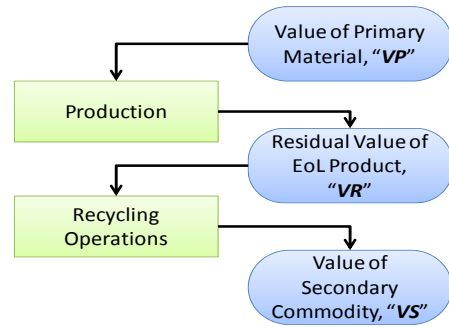 Value of Primary
Material, “VP”
Production
Residual Value of
EoL Product,
“VR”
Recycling
Operations
Value of
Secondary
Commodity, “VS”